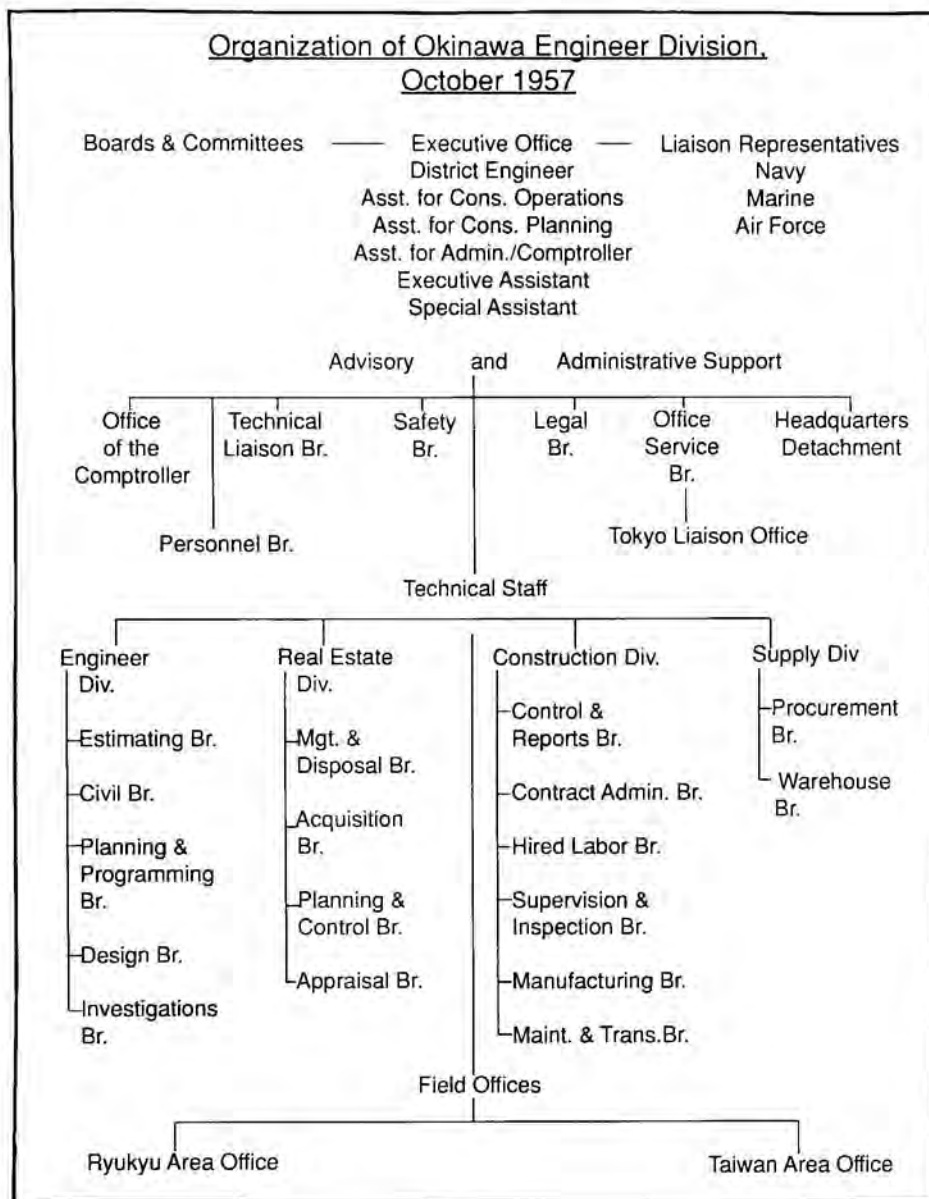 Organization of Okinawa Engineer Division,
October 1957
Boards & Committees
Executive Office
District Engineer
Asst. for Cons. Operations
Asst. for Cons. Planning
Asst. for Admin./Comptroller
Executive Assistant
Special Assistant
Liaison Representatives
Navy
Marine
Air Force
Advisory and Administrative Support
Office
of the
Comptroller
Personnel Br.
Technical
Liaison Br.
Safety
Br.
Legal
Br.
Office
Service
Br.
Tokyo Liaison Office
Headquarters
Detachment
Technical Staff
Engineer
Div.
Estimating Br.
Civil Br.
Planning &
Programming
Br.
Design Br.
Investigations
Br.
Real Estate
Div.
Mgt. &
Disposal Br.
Acquisition
Br.
Planning &
Control Br.
Appraisal Br.
Construction Div.
Control &
Reports Br.
Contract Admin. Br.
Hired Labor Br.
Supervision &
Inspection Br.
Manufacturing Br.
Maint. & Trans.Br.
Supply Div
Procurement
Br.
Warehouse
Br.
Field Offices
Ryukyu Area Office
Taiwan Area Office